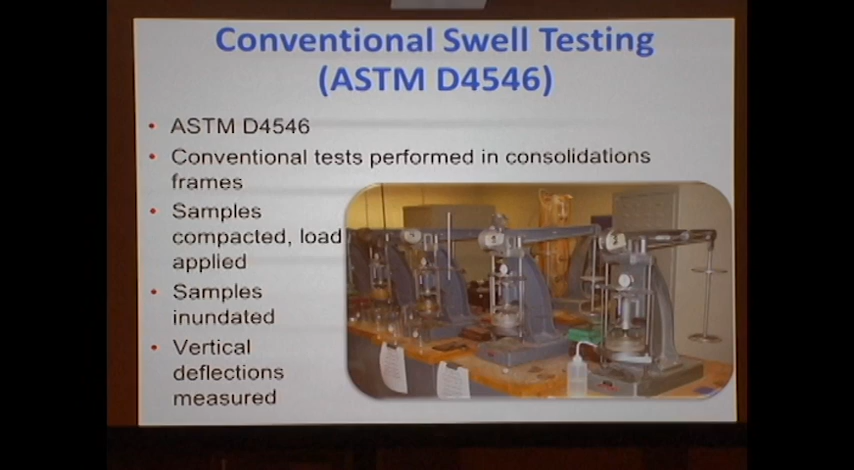 Conventional Swell Testing
(ASTM D4546)
• ASTM D4546
• Conventional tests performed in consolidations
frames
• Samples
compacted, load
applied
• Samples
inundated
• Vertical
deflections
measured